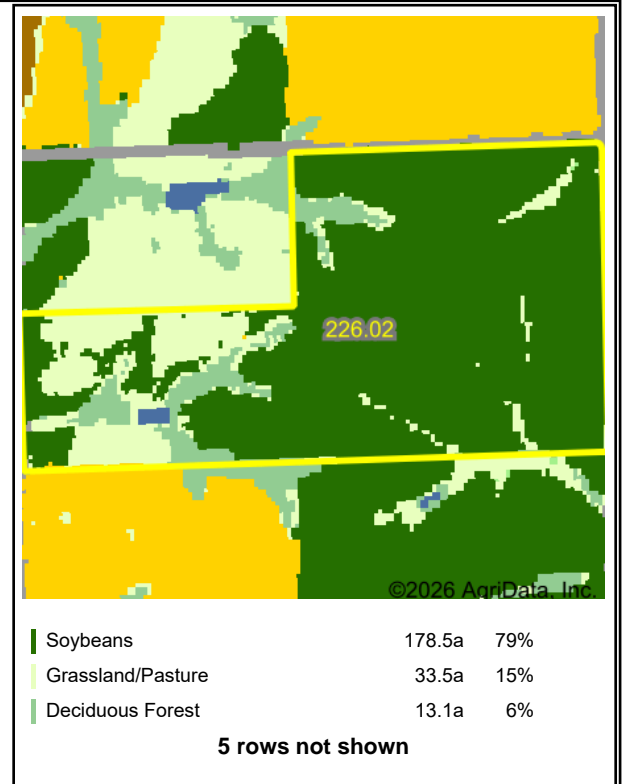 226.02
©2026 AgriData, Inc.
Soybeans 178.5a 79%
Grassland/Pasture 33.5a 15%
Deciduous Forest 13.1a 6%
5 rows not shown